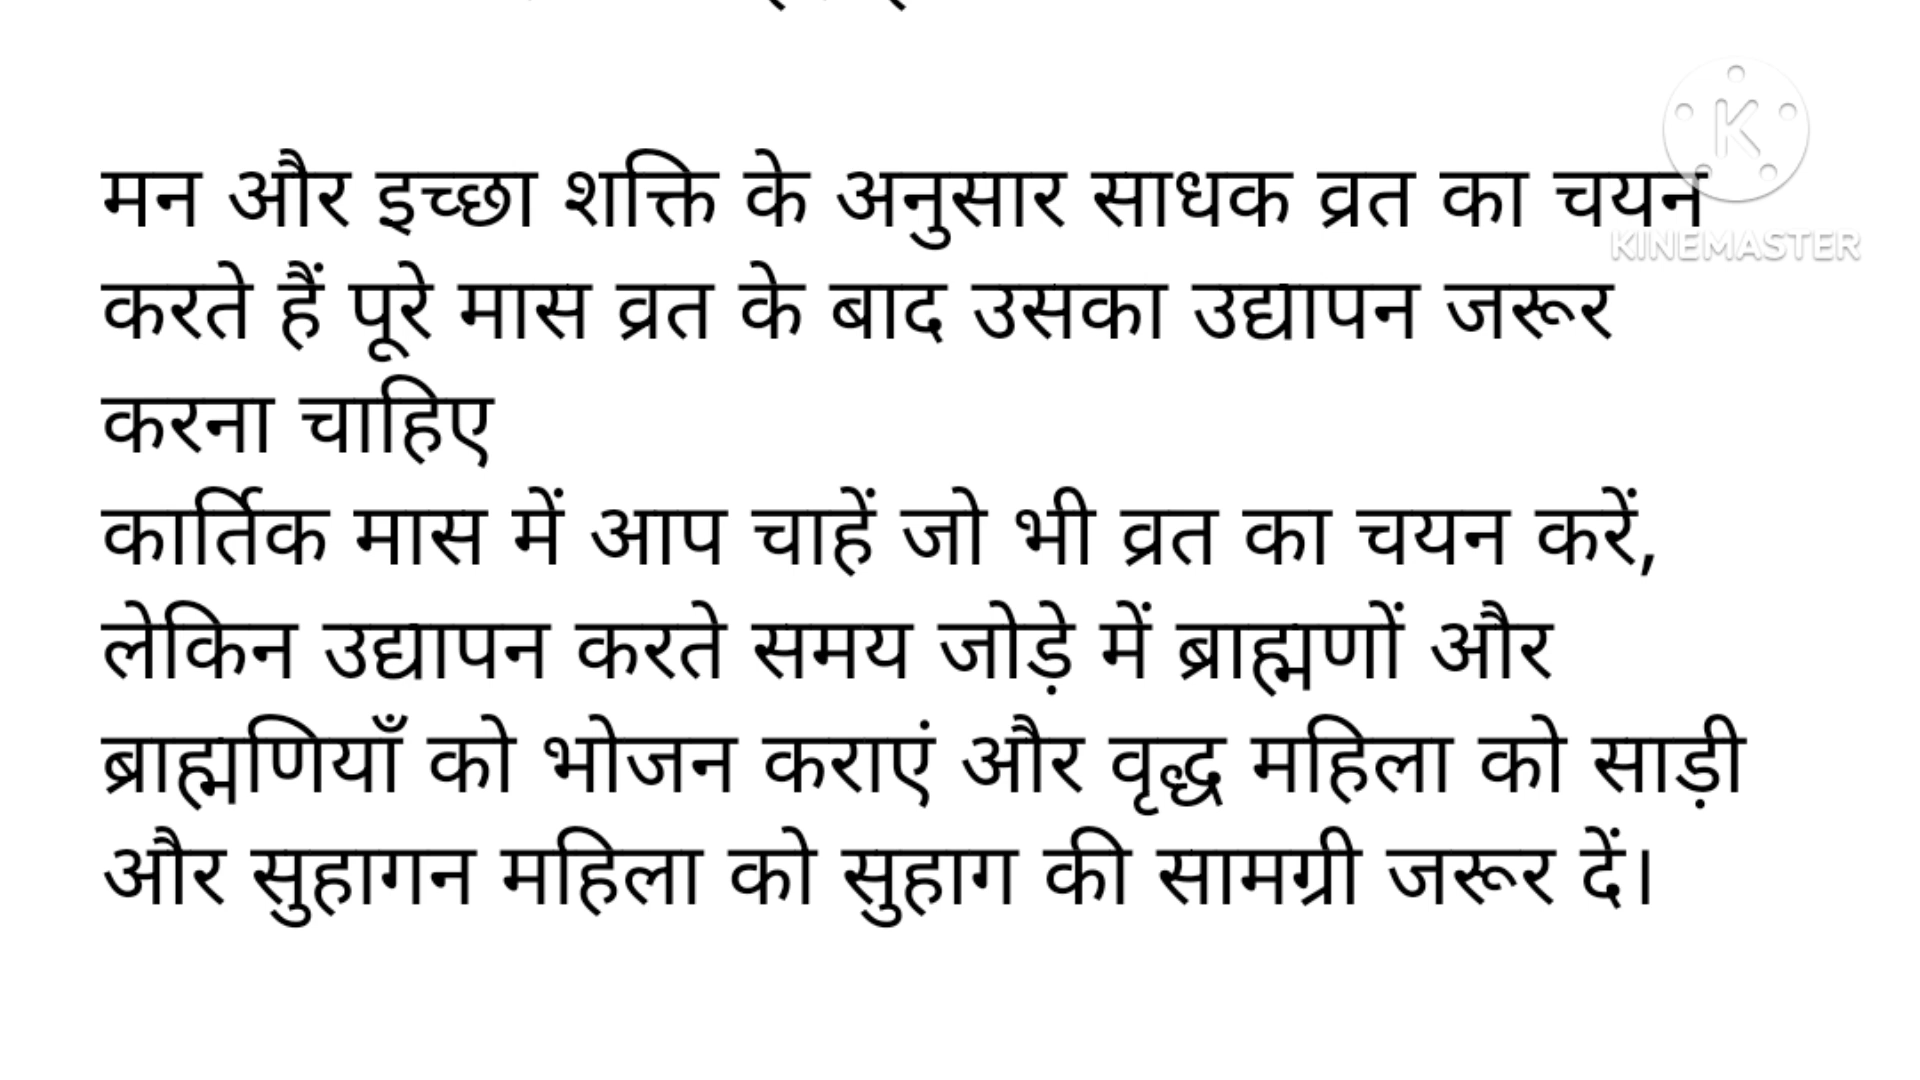 मन और इच्छा शक्ति के अनुसार साधक व्रत का चयन
करते हैं पूरे मास व्रत के बाद उसका उद्यापन जरूर
करना चाहिए
कार्तिक मास में आप चाहें जो भी व्रत का चयन करें,
लेकिन उद्यापन करते समय जोड़े में ब्राह्मणों और
ब्राह्मणियाँ को भोजन कराएं और वृद्ध महिला को साड़ी
और सुहागन महिला को सुहाग की सामग्री जरूर दें।
K
KINEMASTER